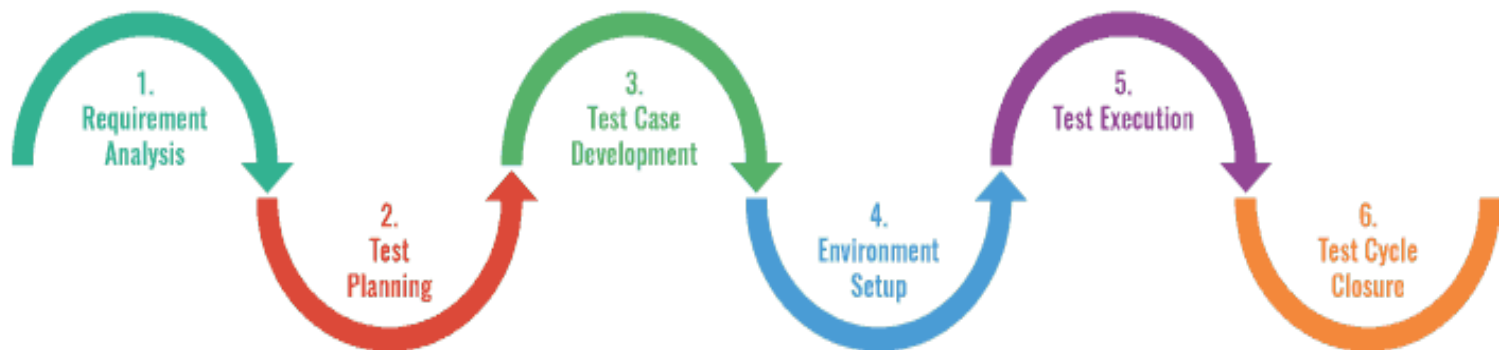 1.
Requirement
Analysis
2.
Test
Planning
3.
Test Case
Development
4.
Environment
Setup
5.
Test Execution
6.
Test Cycle
Closure